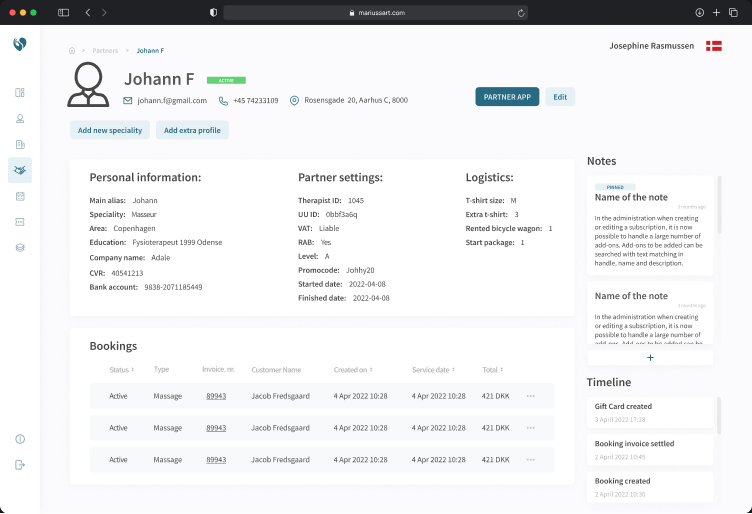 mariussart.com
Josephine Rasmussen
Partners
Johann F
Johann F
ACTIVE
johann.f@gmail.com
+45 74233109
Rosensgade 20, Aarhus C, 8000
PARTNER APP
Edit
Add new speciality
Add extra profile
Personal information:
Main alias: Johann
Speciality: Masseur
Area: Copenhagen
Education: Fysioterapeut 1999 Odense
Company name: Adale
CVR: 40541213
Bank account: 9838-2071185449
Partner settings:
Therapist ID: 1045
UU ID: 0bbf3a6q
VAT: Liable
RAB: Yes
Level: A
Promocode: Johhy20
Started date: 2022-04-08
Finished date: 2022-04-08
Logistics:
T-shirt size: M
Extra t-shirt: 3
Rented bicycle wagon: 1
Start package: 1
Bookings
Status Type Invoice. nr. Customer Name Created on Service date Total
Active Massage 89943 Jacob Fredsgaard 4 Apr 2022 10:28 4 Apr 2022 10:28 421 DKK
Active Massage 89943 Jacob Fredsgaard 4 Apr 2022 10:28 4 Apr 2022 10:28 421 DKK
Active Massage 89943 Jacob Fredsgaard 4 Apr 2022 10:28 4 Apr 2022 10:28 421 DKK
Notes
PINNED
Name of the note
3 months ago
In the administration when creating
or editing a subscription, it is now
possible to handle a large number of
add-ons. Add-ons to be added can be
searched with text matching in
handle, name and description.
Name of the note
3 months ago
In the administration when creating
or editing a subscription, it is now
possible to handle a large number of
add-ons. Add-ons to be added can be
Timeline
Gift Card created
3 April 2022 17:28
Booking invoice settled
2 April 2022 10:45
Booking created
2 April 2022 10:30